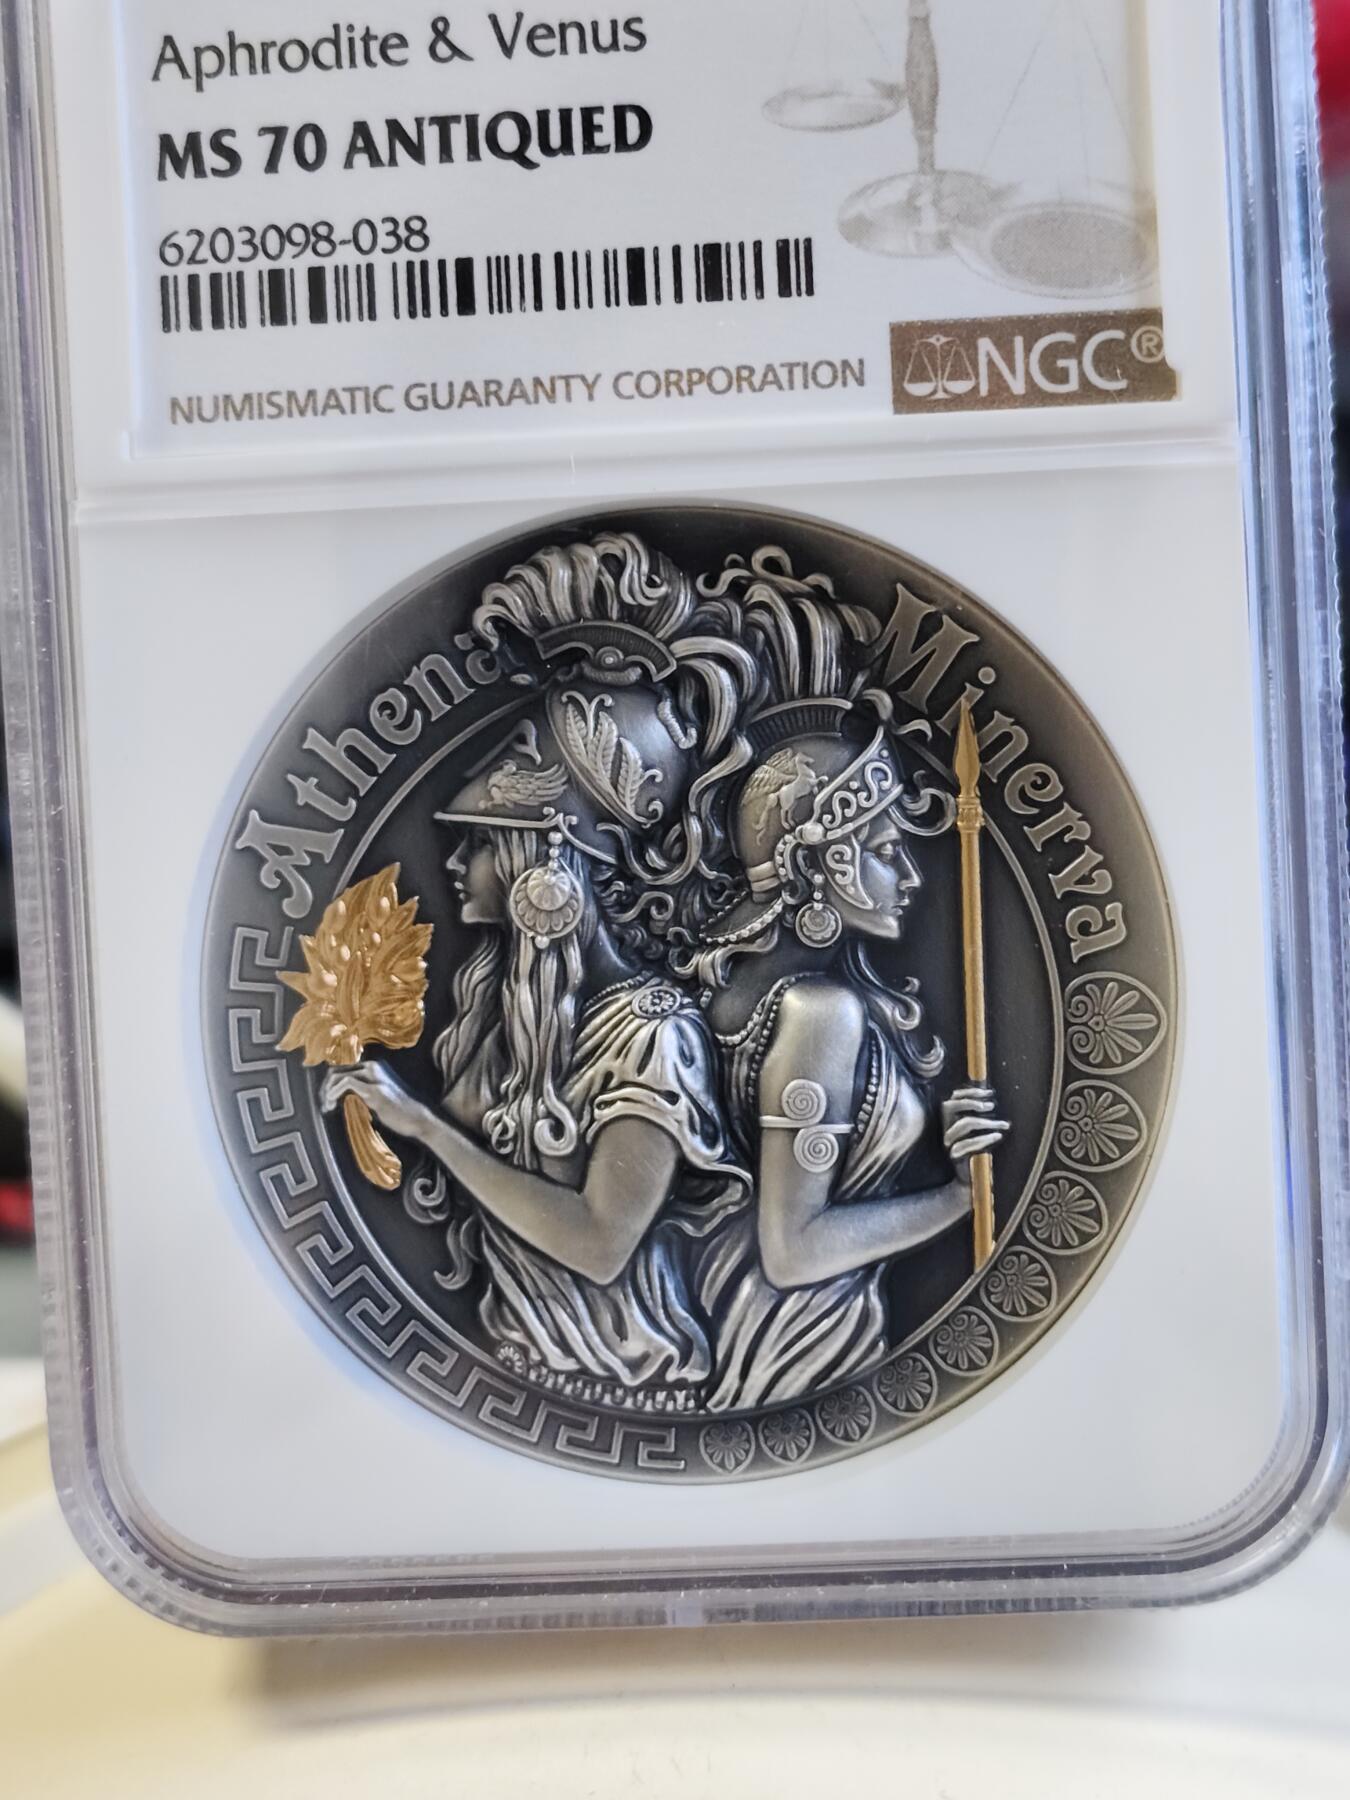 Aphrodite & Venus
MS 70 ANTIQUED
6203098-038
NUMISMATIC GUARANTY CORPORATION
NGC®
Athena
Minerva